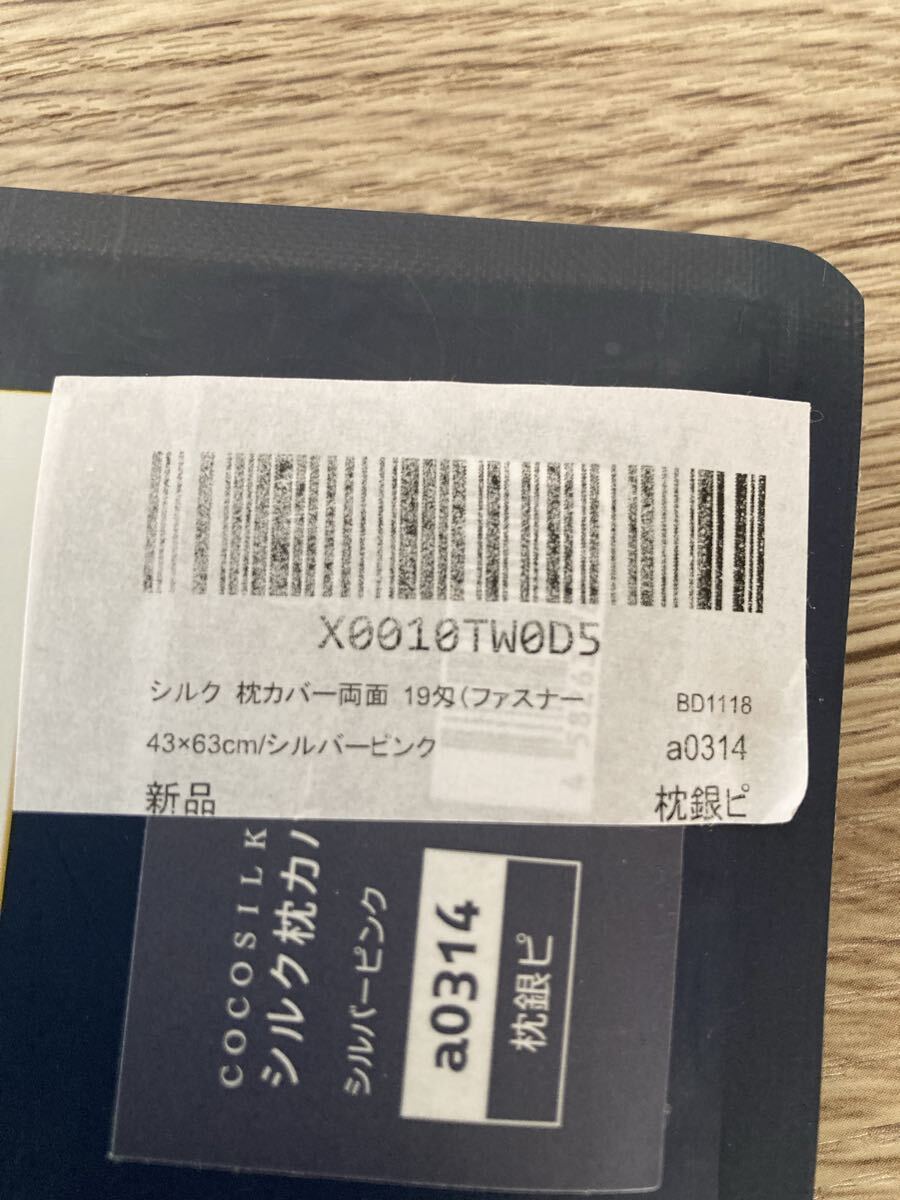 X0010TW0D5
シルク 枕カバー両面 19匁(ファスナー
BD1118
43×63cm/シルバーピンク
a0314
新品
枕銀ピ
COCOSILK
シルク枕カバ
シルバーピンク
a0314
枕銀ピ